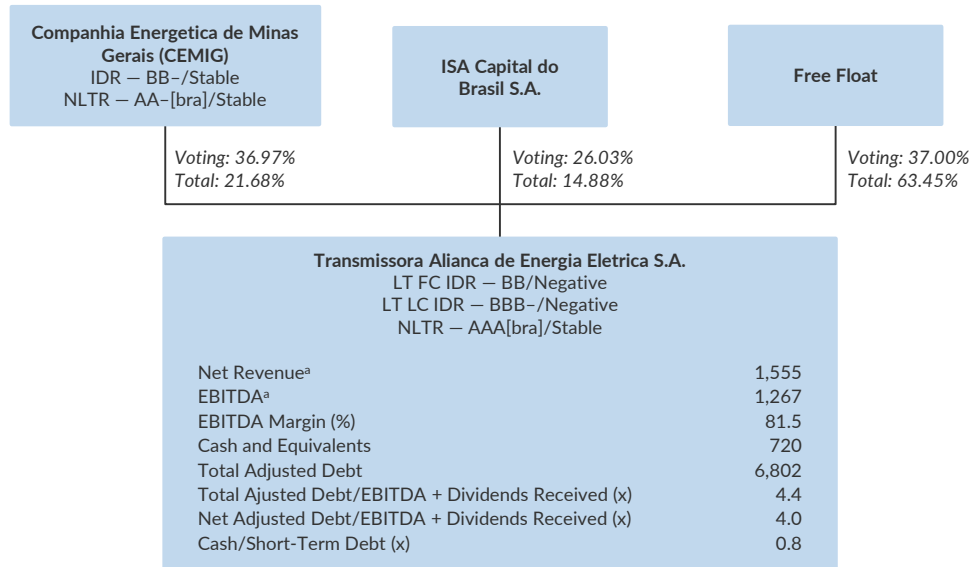 Companhia Energetica de Minas
Gerais (CEMIG)
IDR — BB–/Stable
NLTR — AA–[bra]/Stable
ISA Capital do
Brasil S.A.
Free Float
Voting: 36.97%
Total: 21.68%
Voting: 26.03%
Total: 14.88%
Voting: 37.00%
Total: 63.45%
Transmissora Alianca de Energia Eletrica S.A.
LT FC IDR — BB/Negative
LT LC IDR — BBB–/Negative
NLTR — AAA[bra]/Stable
Net Revenueᵃ 1,555
EBITDAᵃ 1,267
EBITDA Margin (%) 81.5
Cash and Equivalents 720
Total Adjusted Debt 6,802
Total Ajusted Debt/EBITDA + Dividends Received (x) 4.4
Net Adjusted Debt/EBITDA + Dividends Received (x) 4.0
Cash/Short-Term Debt (x) 0.8